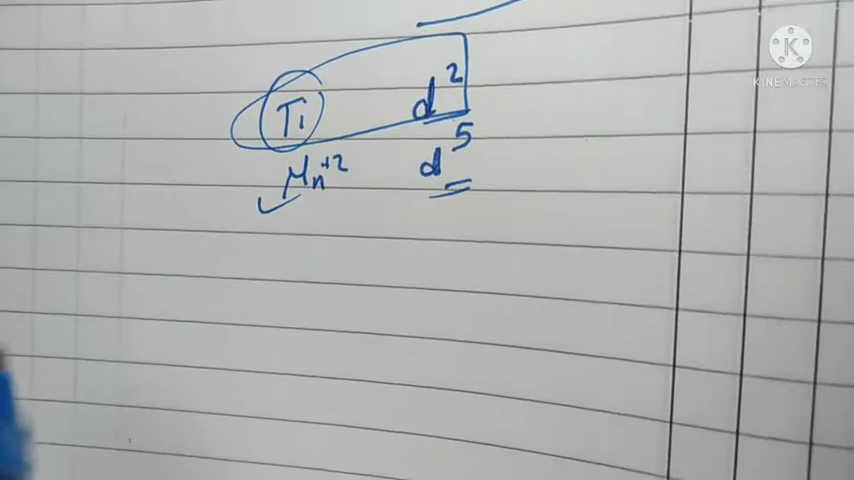 Ti d²
Mn⁺² d⁵
KINEMASTER